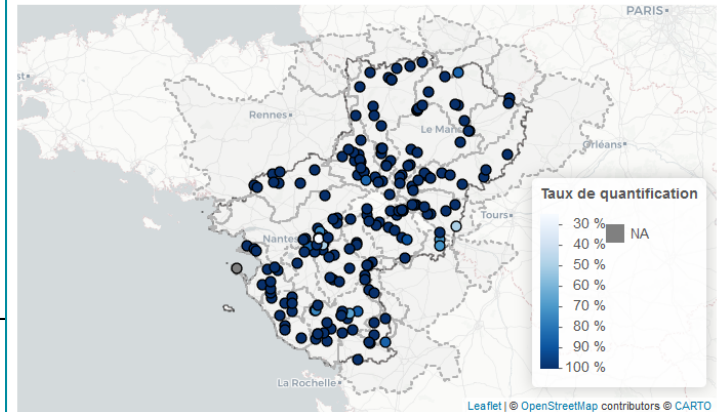 PARIS
Rennes
Le Mans
Orléans
Tours
Nantes
La Rochelle
Taux de quantification
30 %
40 %
50 %
60 %
70 %
80 %
90 %
100 %
NA
Leaflet | © OpenStreetMap contributors © CARTO